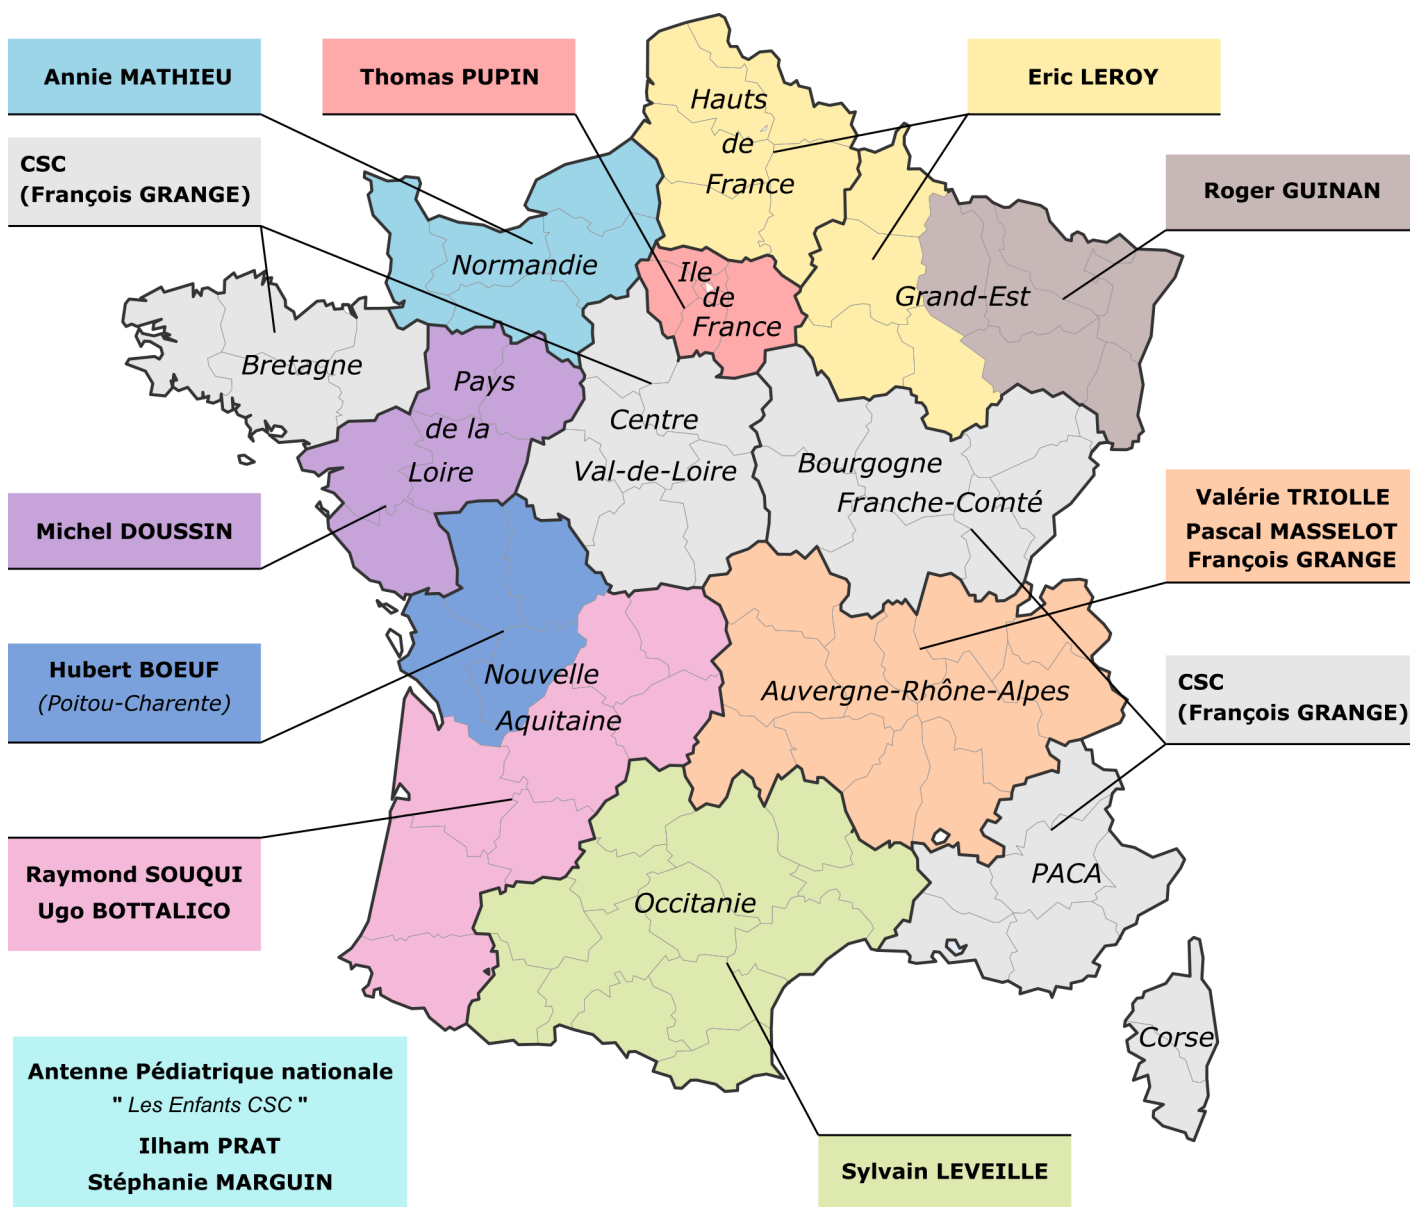 Annie MATHIEU
Thomas PUPIN
Eric LEROY
CSC
(François GRANGE)
Roger GUINAN
Hauts
de
France
Normandie
Ile
de
France
Grand-Est
Bretagne
Pays
de la
Loire
Centre
Val-de-Loire
Bourgogne
Franche-Comté
Michel DOUSSIN
Valérie TRIOLLE
Pascal MASSELOT
François GRANGE
Hubert BOEUF
(Poitou-Charente)
Nouvelle
Aquitaine
Auvergne-Rhône-Alpes
CSC
(François GRANGE)
Raymond SOUQUI
Ugo BOTTALICO
Occitanie
PACA
Corse
Antenne Pédiatrique nationale
" Les Enfants CSC "
Ilham PRAT
Stéphanie MARGUIN
Sylvain LEVEILLE